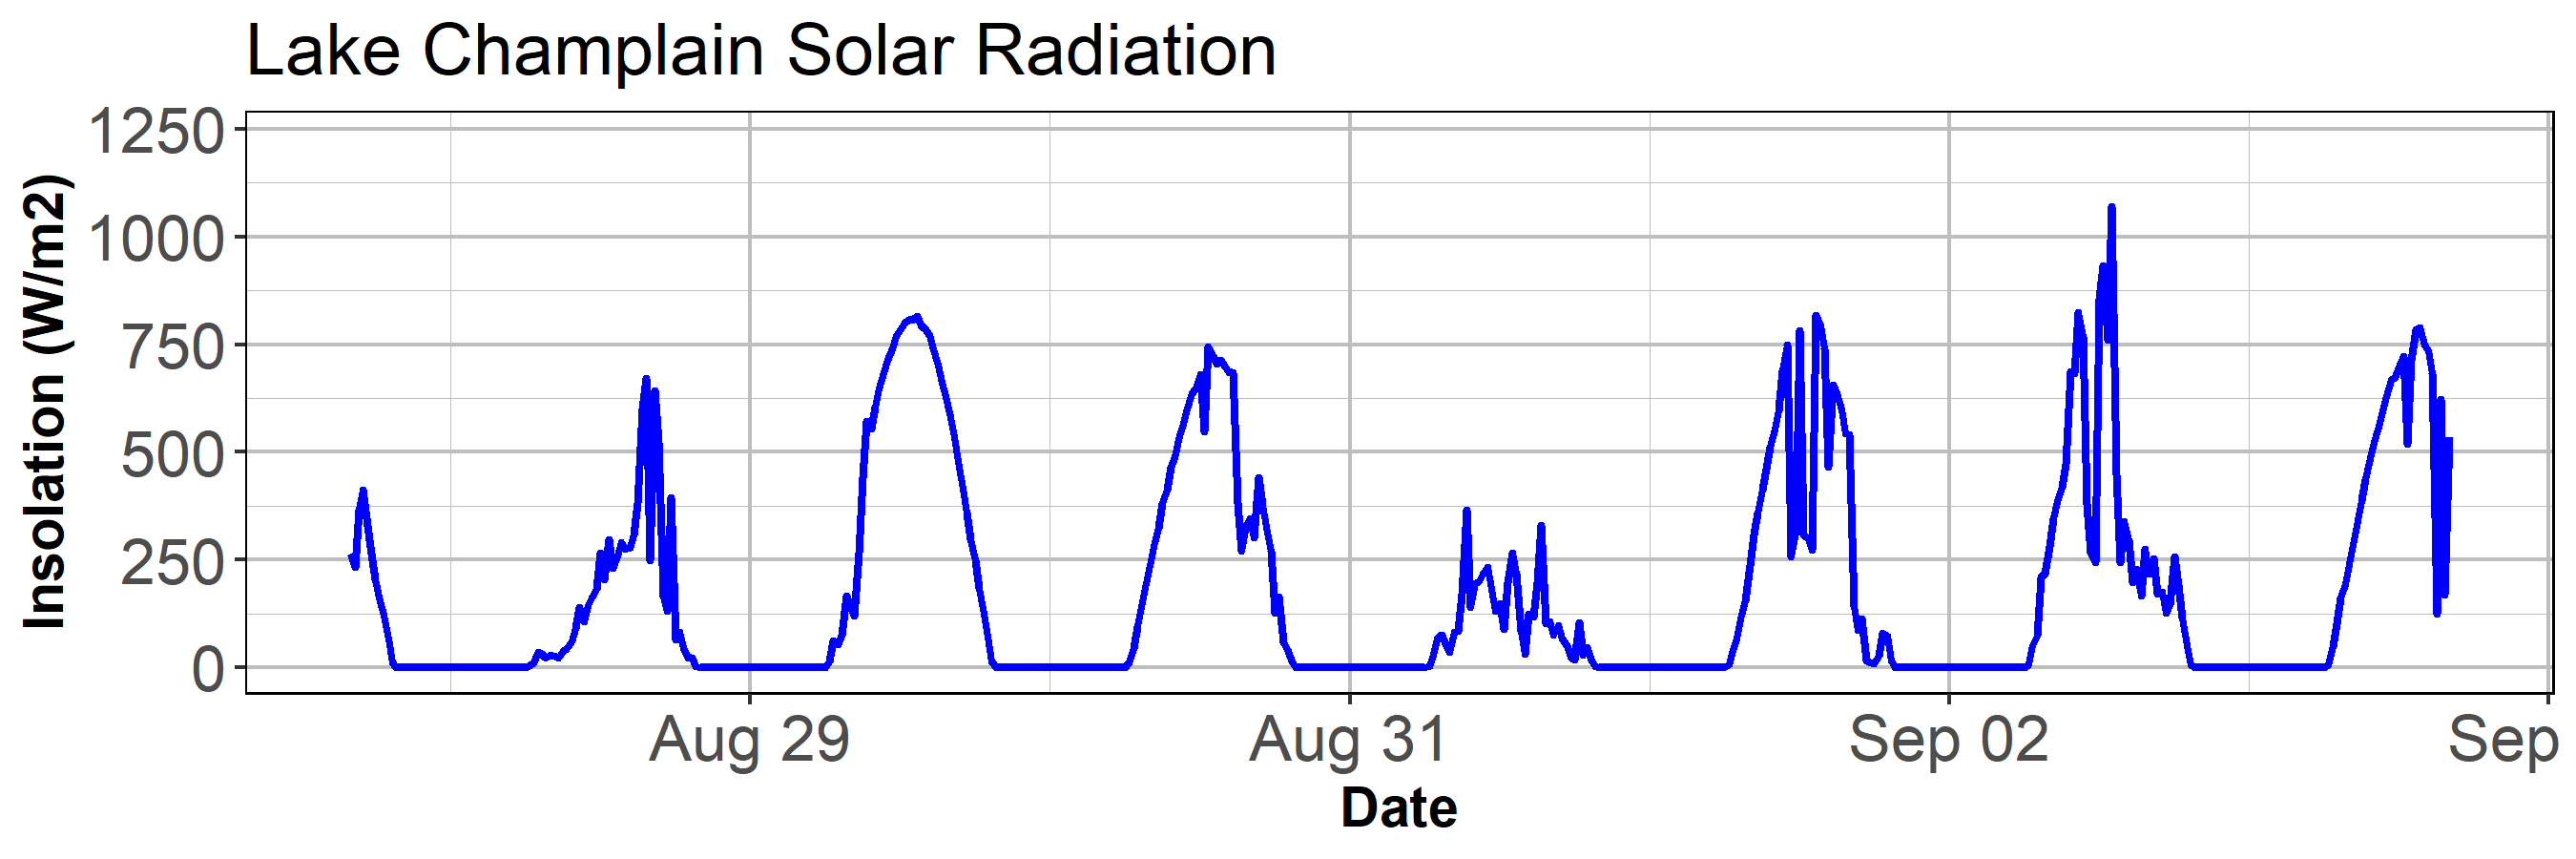 Lake Champlain Solar Radiation
1250
1000
750
500
250
0
Insolation (W/m2)
Aug 29
Aug 31
Sep 02
Sep
Date